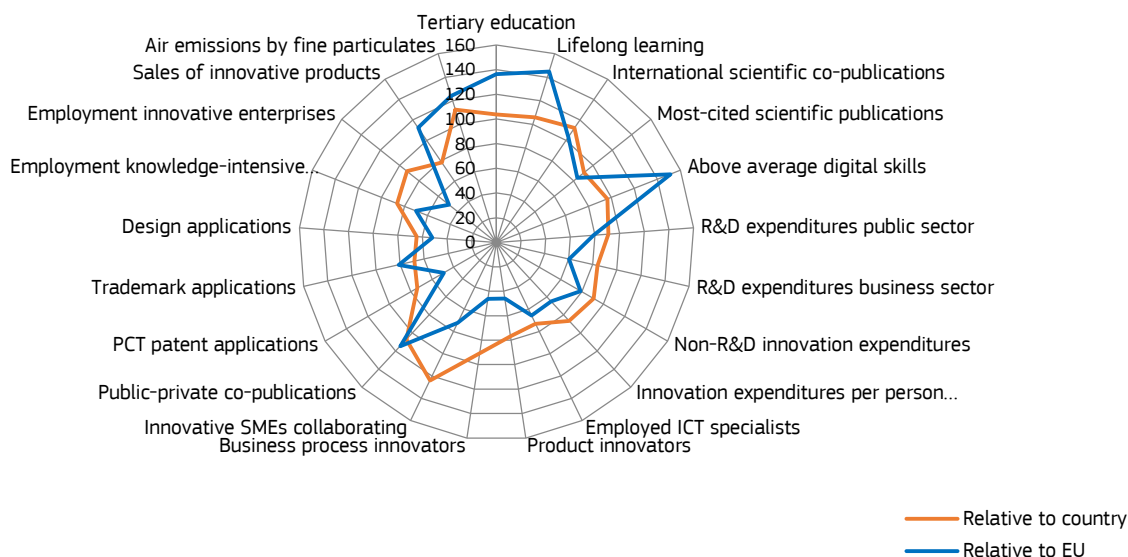 Tertiary education
Air emissions by fine particulates
160
Lifelong learning
Sales of innovative products
140
International scientific co-publications
Employment innovative enterprises
120
Most-cited scientific publications
100
80
Employment knowledge-intensive...
60
Above average digital skills
40
Design applications
20
R&D expenditures public sector
0
Trademark applications
R&D expenditures business sector
PCT patent applications
Non-R&D innovation expenditures
Public-private co-publications
Innovation expenditures per person...
Innovative SMEs collaborating
Employed ICT specialists
Business process innovators
Product innovators
Relative to country
Relative to EU